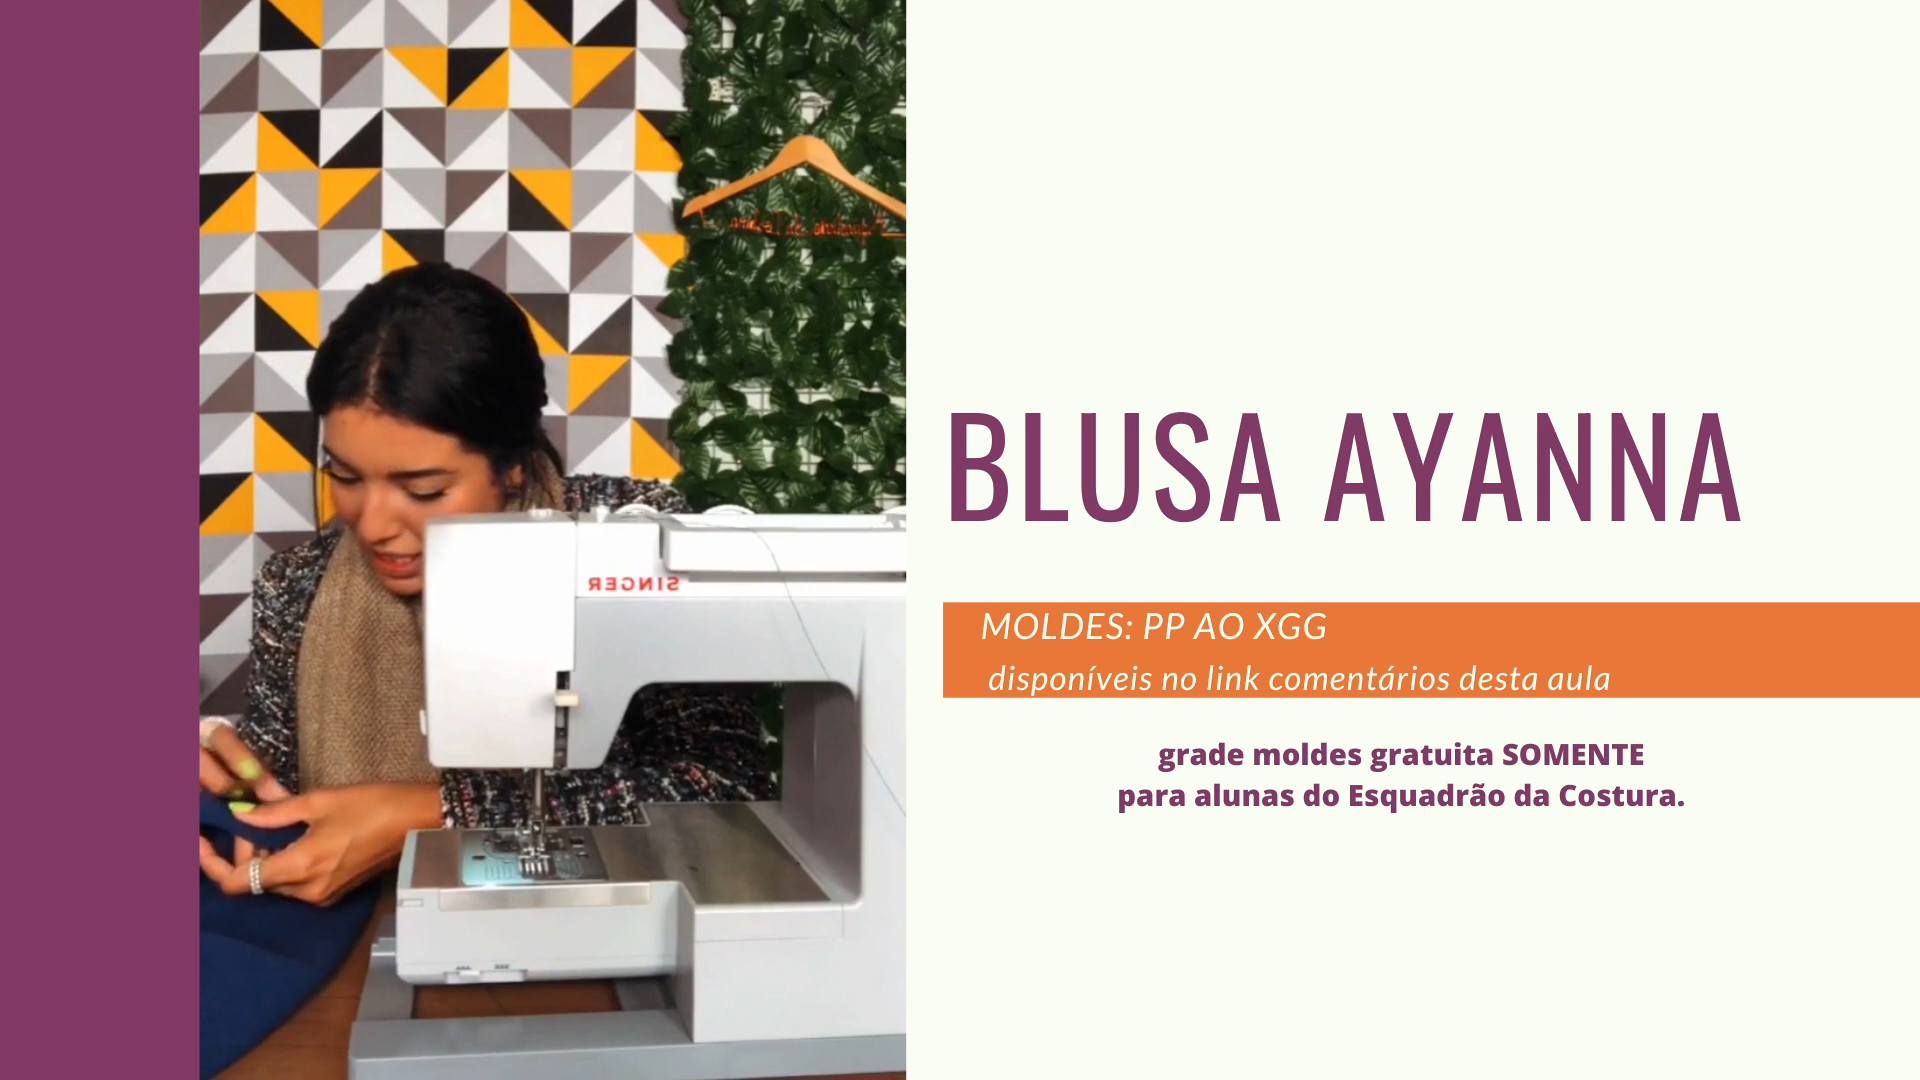 SINGER
BLUSA AYANNA
MOLDES: PP AO XGG
disponíveis no link comentários desta aula
grade moldes gratuita SOMENTE
para alunas do Esquadrão da Costura.